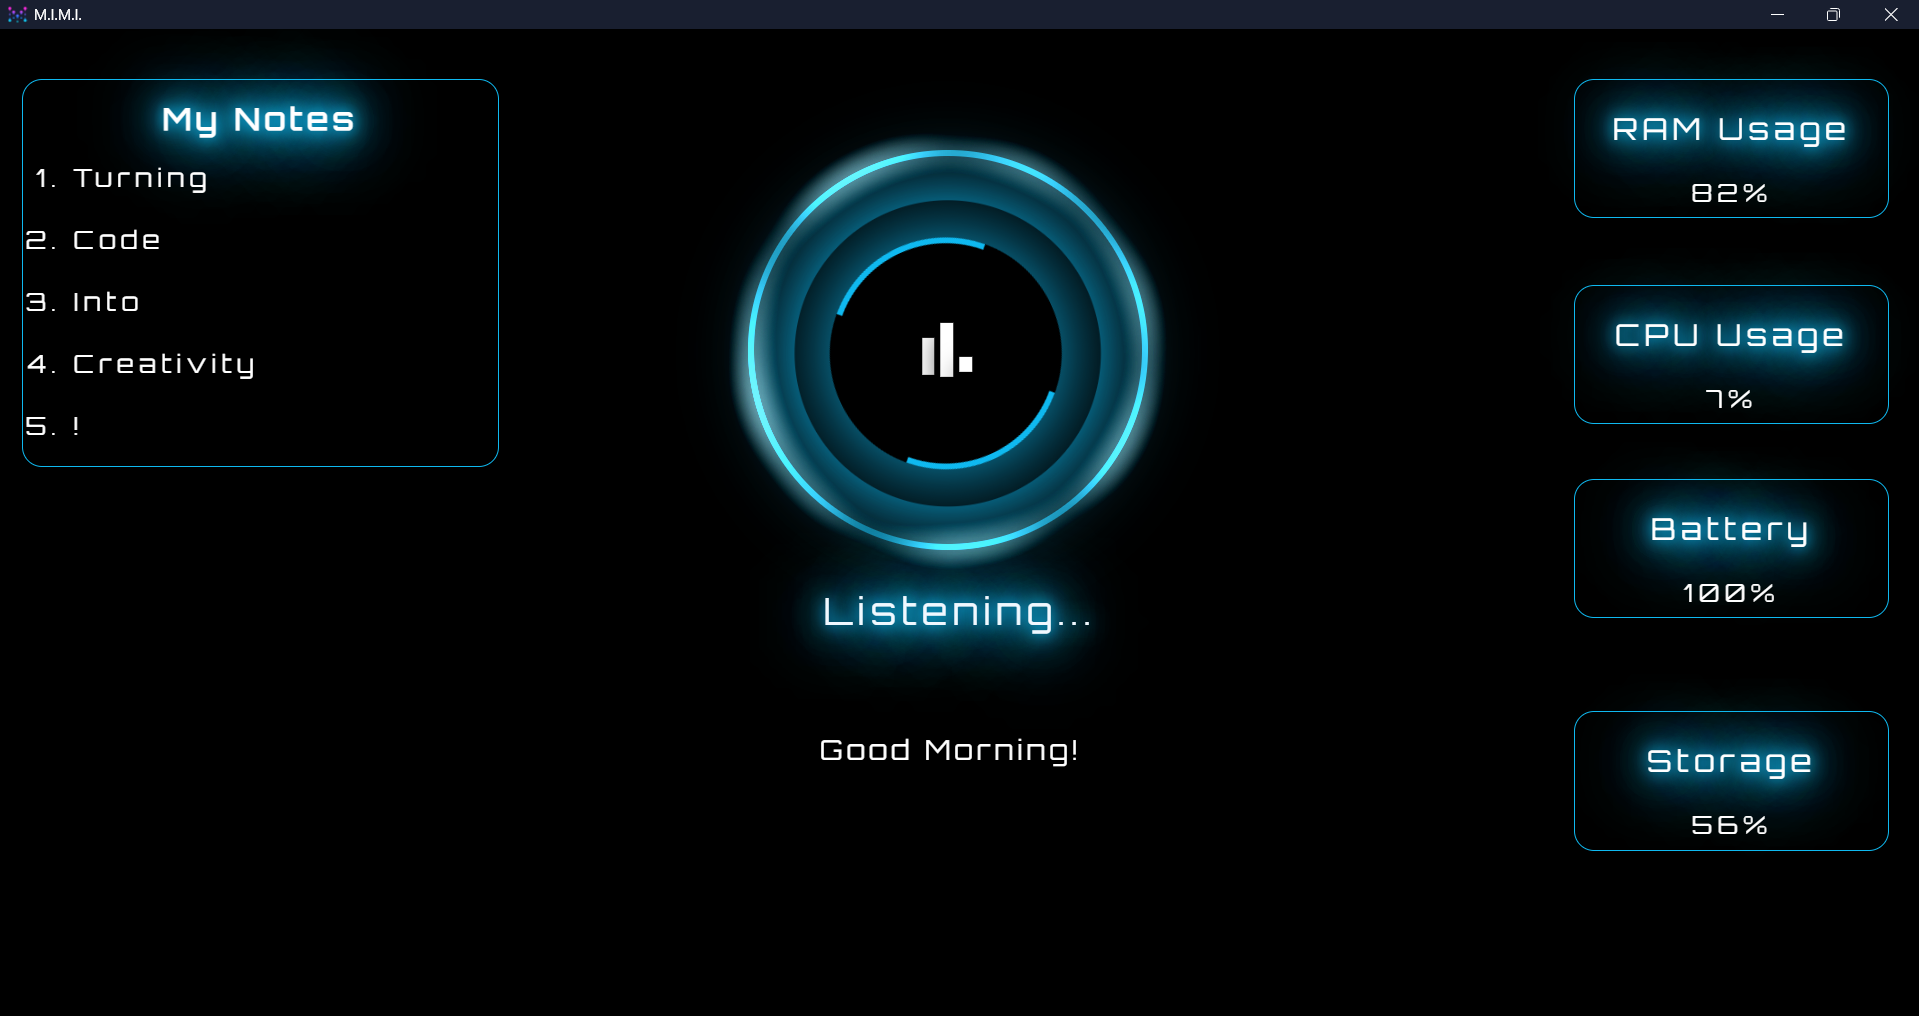 M.I.M.I.
My Notes
1. Turning
2. Code
3. Into
4. Creativity
5. !
Listening...
Good Morning!
RAM Usage
82%
CPU Usage
7%
Battery
100%
Storage
56%